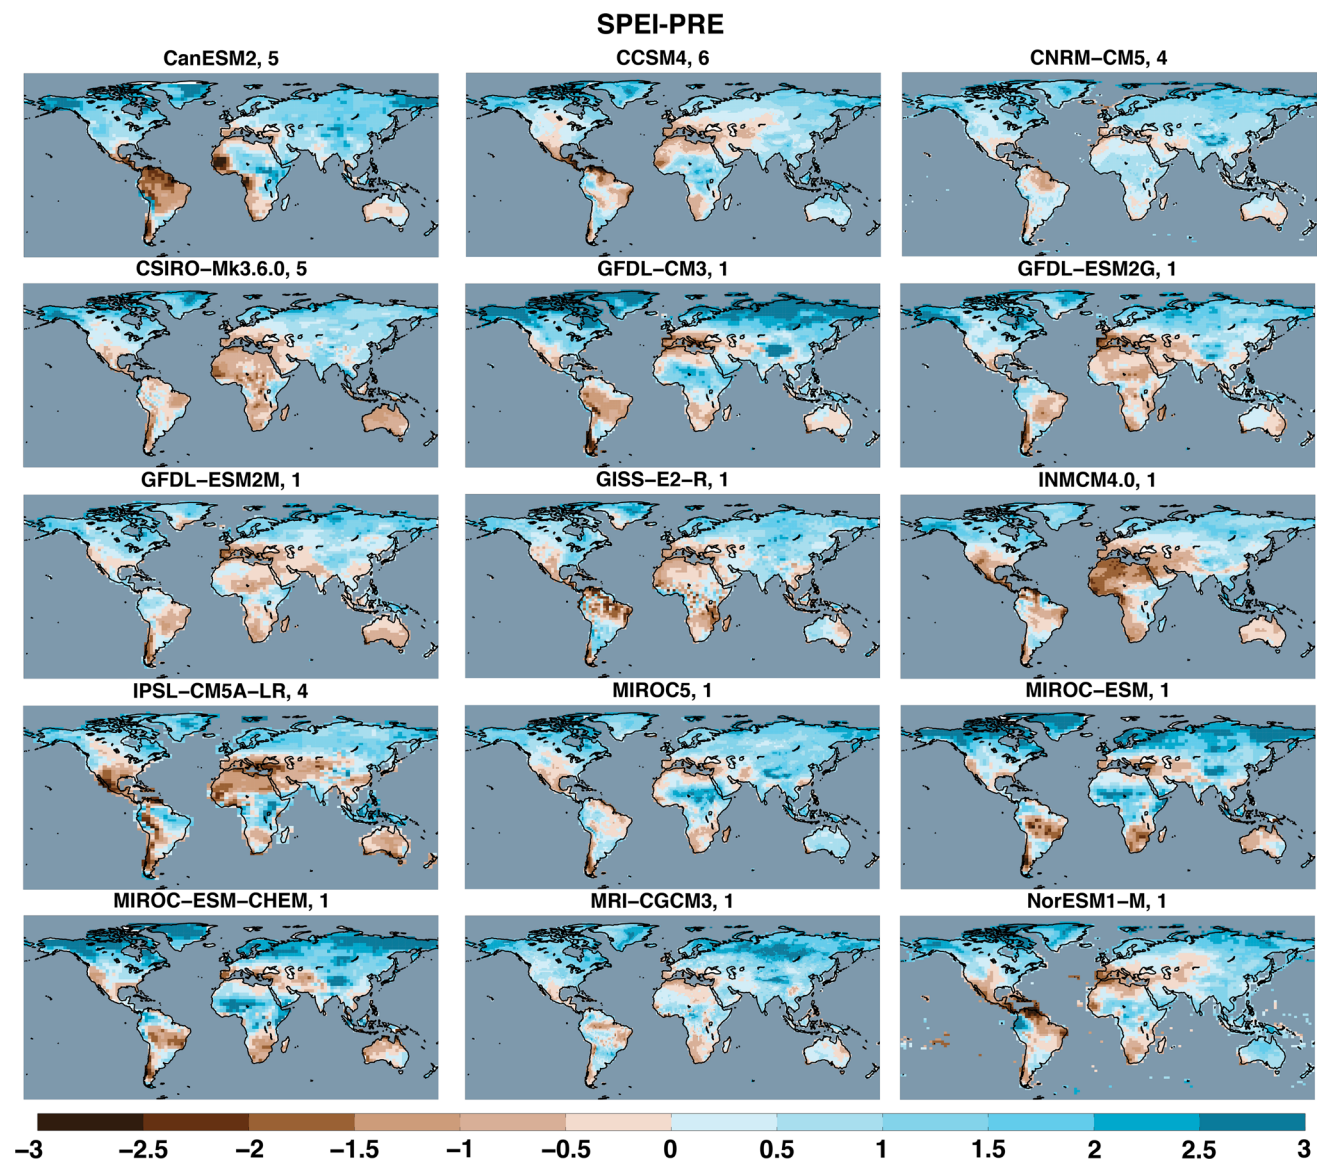 SPEI-PRE
CanESM2, 5
CCSM4, 6
CNRM−CM5, 4
CSIRO−Mk3.6.0, 5
GFDL−CM3, 1
GFDL−ESM2G, 1
GFDL−ESM2M, 1
GISS−E2−R, 1
INMCM4.0, 1
IPSL−CM5A−LR, 4
MIROC5, 1
MIROC−ESM, 1
MIROC−ESM−CHEM, 1
MRI−CGCM3, 1
NorESM1−M, 1
−3 −2.5 −2 −1.5 −1 −0.5 0 0.5 1 1.5 2 2.5 3